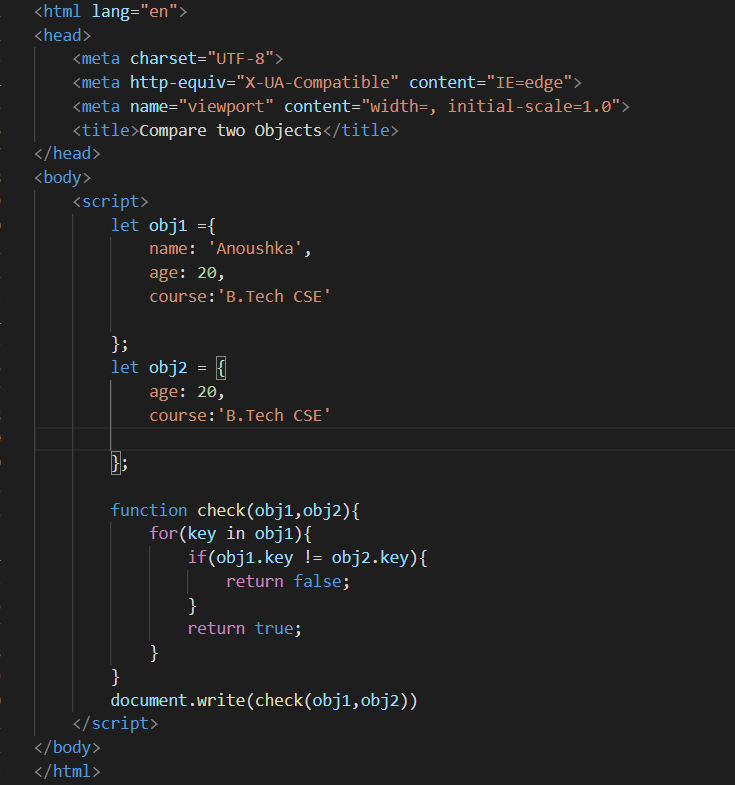 <html lang="en">
<head>
    <meta charset="UTF-8">
    <meta http-equiv="X-UA-Compatible" content="IE=edge">
    <meta name="viewport" content="width=, initial-scale=1.0">
    <title>Compare two Objects</title>
</head>
<body>
    <script>
        let obj1 ={
            name: 'Anoushka',
            age: 20,
            course:'B.Tech CSE'

        };
        let obj2 = {
            age: 20,
            course:'B.Tech CSE'

        };

        function check(obj1,obj2){
            for(key in obj1){
                if(obj1.key != obj2.key){
                    return false;
                }
                return true;
            }
        }
        document.write(check(obj1,obj2))
    </script>
</body>
</html>